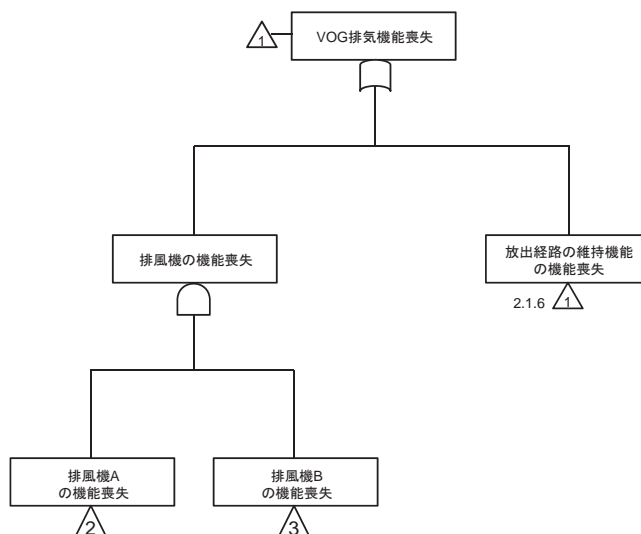 1
VOG排気機能喪失
排風機の機能喪失
放出経路の維持機能
の機能喪失
2.1.6
1
排風機A
の機能喪失
排風機B
の機能喪失
2
3